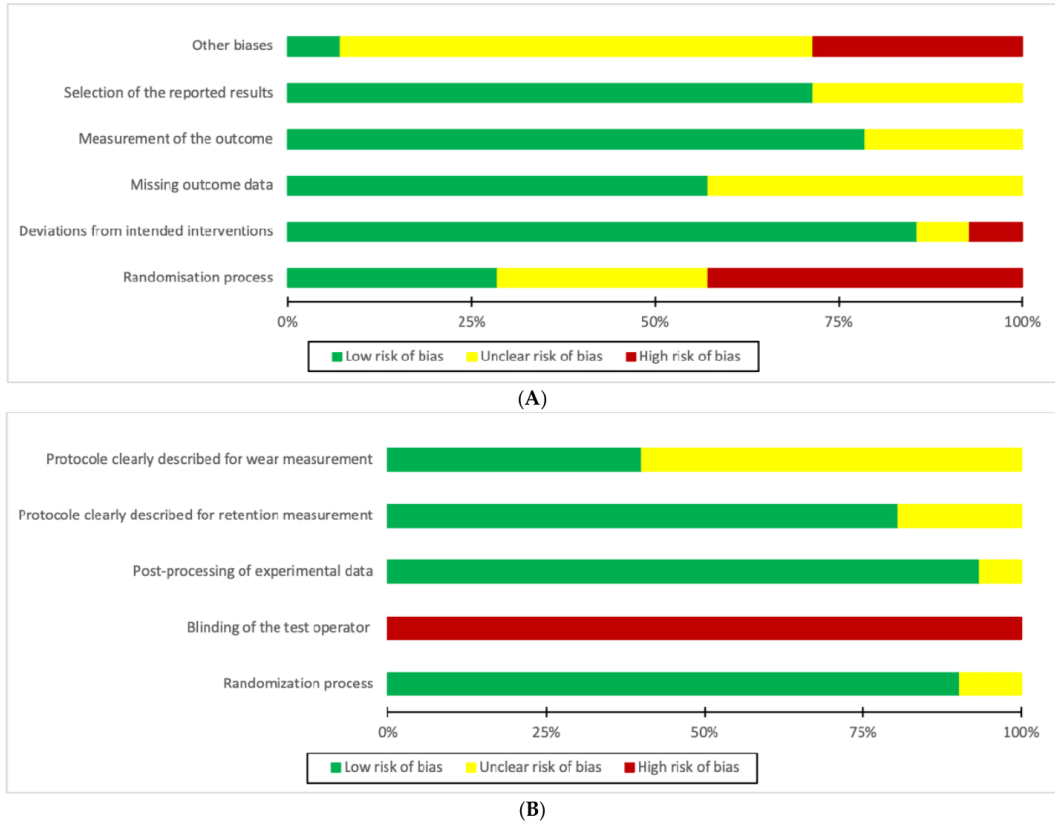 Other biases
Selection of the reported results
Measurement of the outcome
Missing outcome data
Deviations from intended interventions
Randomisation process
0% 25% 50% 75% 100%
Low risk of bias Unclear risk of bias High risk of bias
(A)
Protocole clearly described for wear measurement
Protocole clearly described for retention measurement
Post-processing of experimental data
Blinding of the test operator
Randomization process
0% 25% 50% 75% 100%
Low risk of bias Unclear risk of bias High risk of bias
(B)